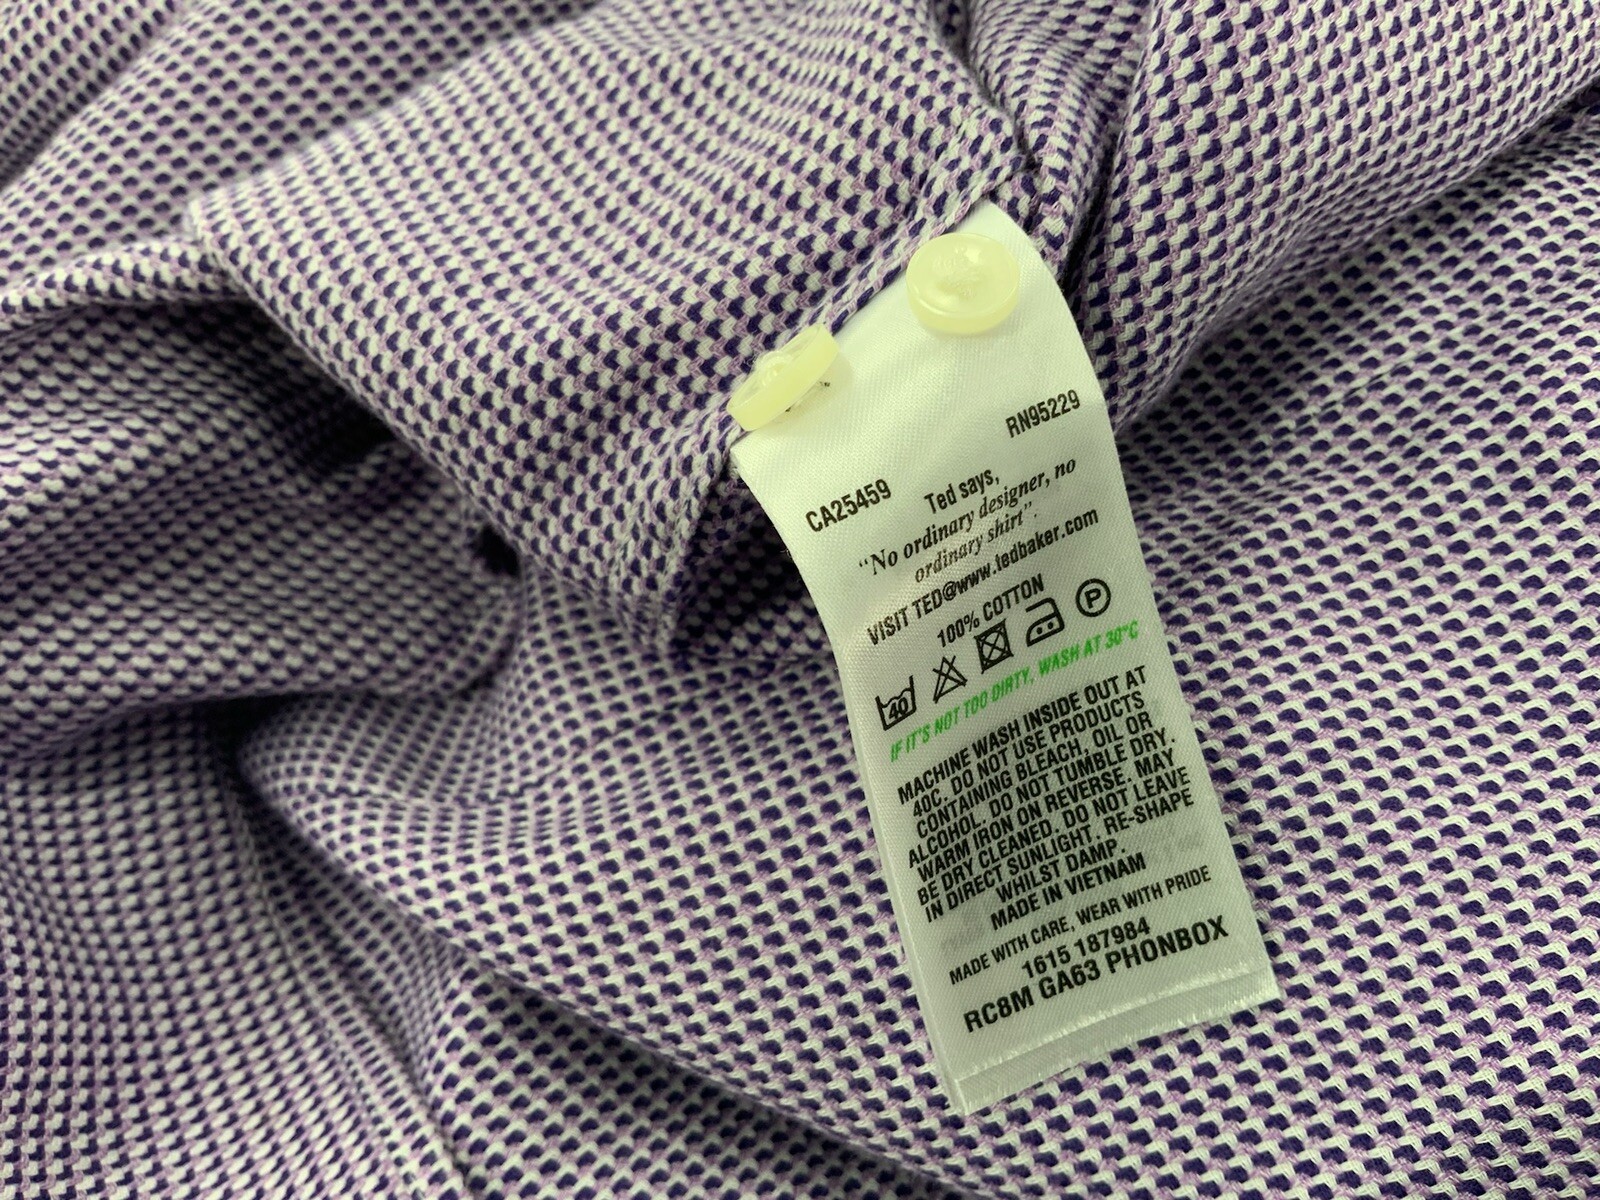 CA25459 RN95229
Ted says,
“No ordinary designer, no
ordinary shirt”.
VISIT TED@www.tedbaker.com
100% COTTON
40 P
IF IT'S NOT TOO DIRTY, WASH AT 30°C
MACHINE WASH INSIDE OUT AT
40C. DO NOT USE PRODUCTS
CONTAINING BLEACH, OIL OR
ALCOHOL. DO NOT TUMBLE DRY.
WARM IRON ON REVERSE. MAY
BE DRY CLEANED. DO NOT LEAVE
IN DIRECT SUNLIGHT. RE-SHAPE
WHILST DAMP.
MADE IN VIETNAM
MADE WITH CARE, WEAR WITH PRIDE
1615 187984
RC8M GA63 PHONBOX